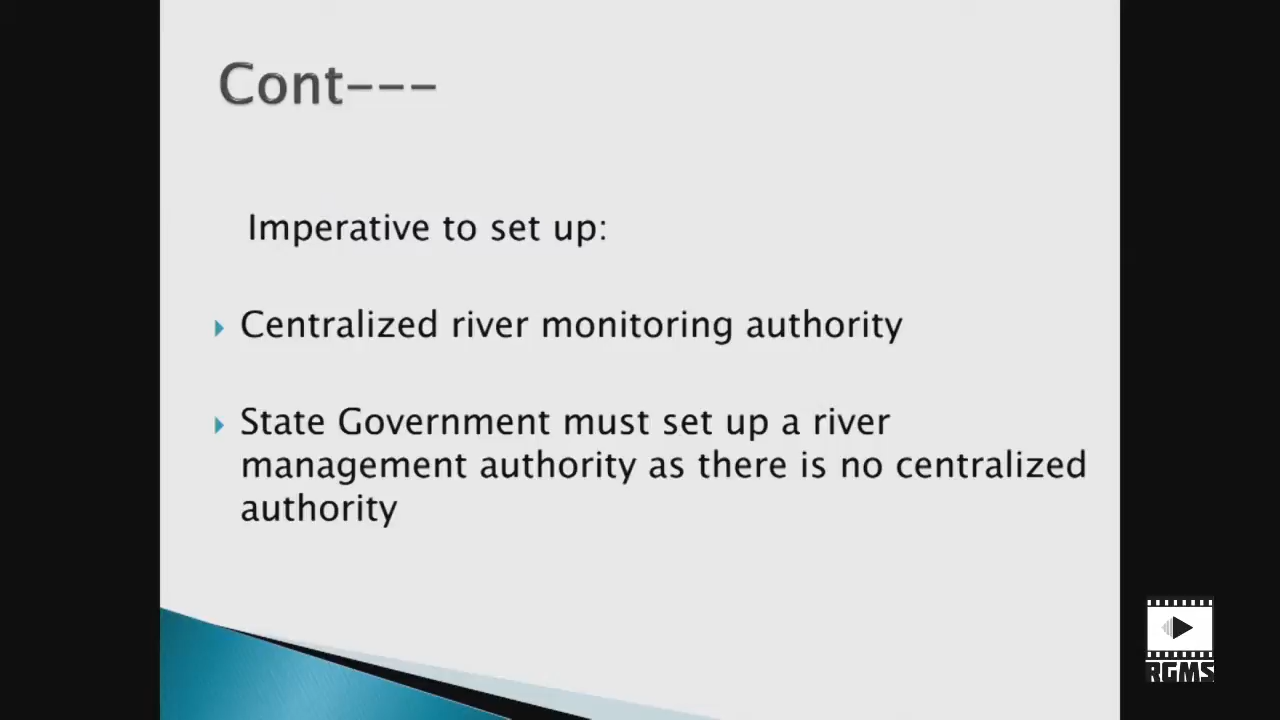 Cont---
Imperative to set up:
Centralized river monitoring authority
State Government must set up a river
management authority as there is no centralized
authority
RGMS